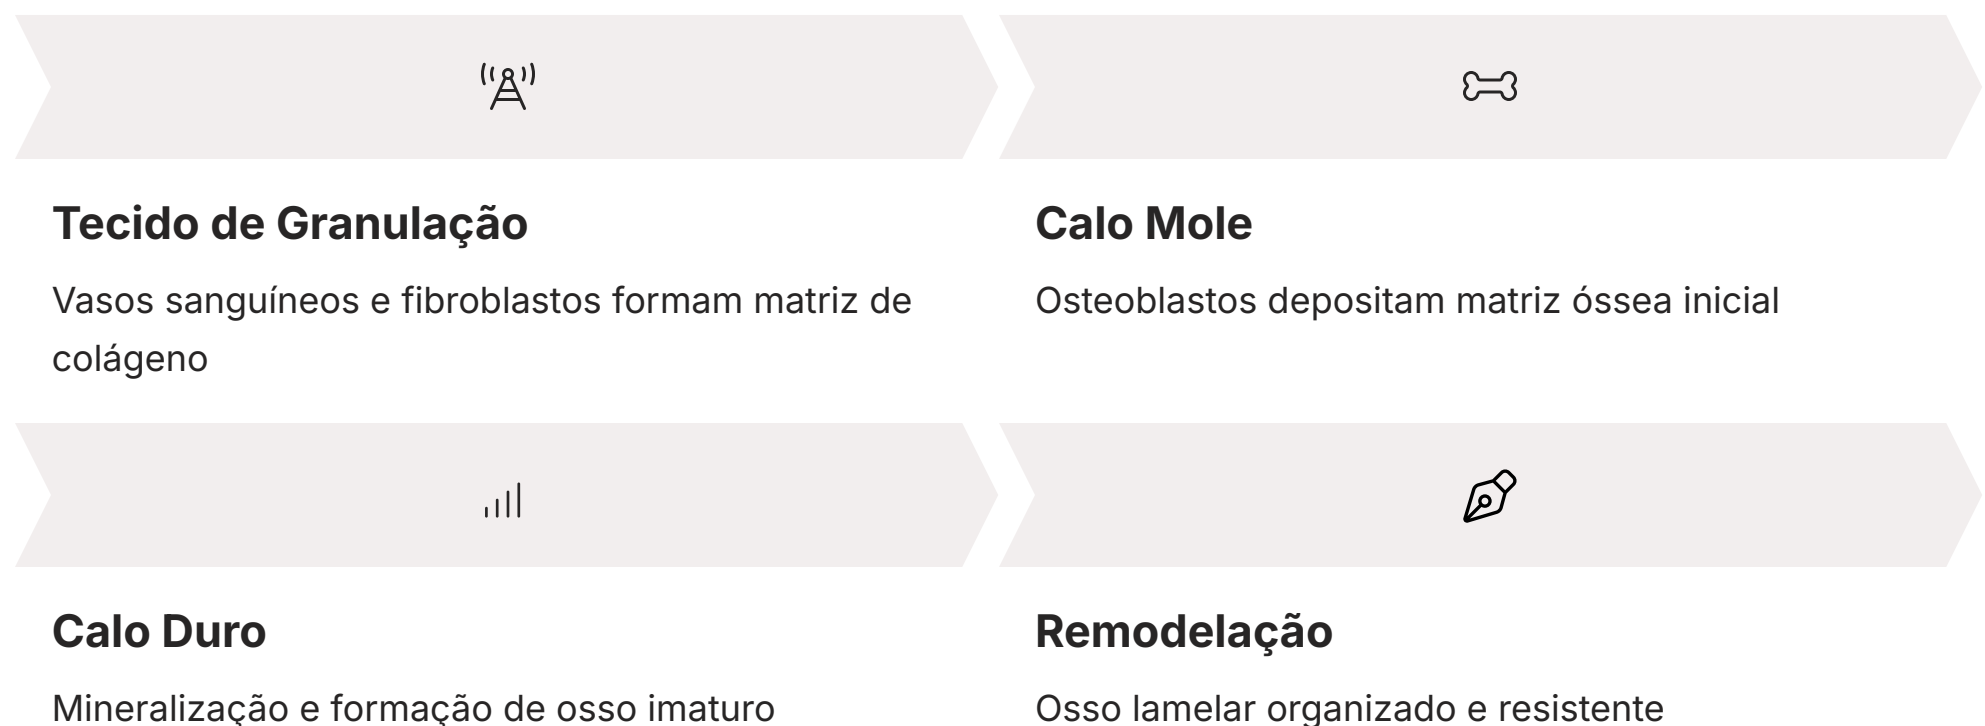 Tecido de Granulação
Vasos sanguíneos e fibroblastos formam matriz de
colágeno
Calo Mole
Osteoblastos depositam matriz óssea inicial
Calo Duro
Mineralização e formação de osso imaturo
Remodelação
Osso lamelar organizado e resistente